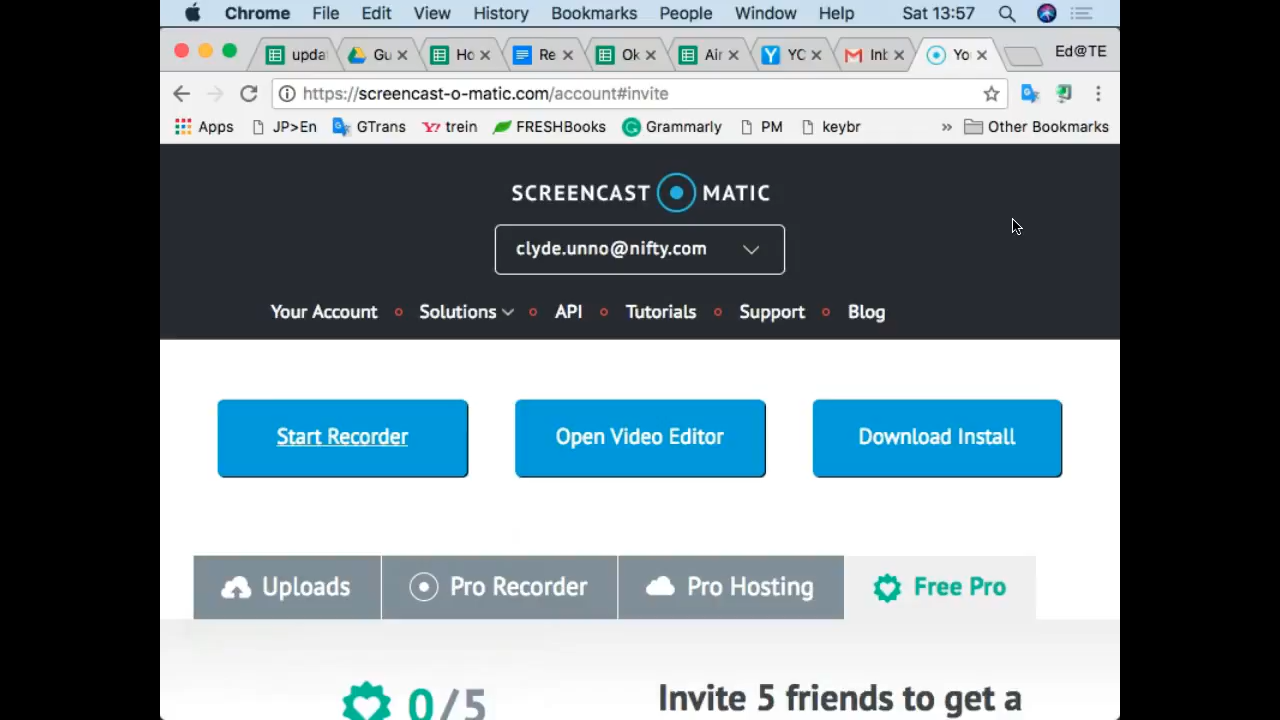 Chrome File Edit View History Bookmarks People Window Help Sat 13:57
upda Gu Ho Re Ok Air YC Inb Yo Ed@TE
https://screencast-o-matic.com/account#invite
Apps JP>En GTrans trein FRESHBooks Grammarly PM keybr » Other Bookmarks
SCREENCAST MATIC
clyde.unno@nifty.com
Your Account Solutions API Tutorials Support Blog
Start Recorder Open Video Editor Download Install
Uploads Pro Recorder Pro Hosting Free Pro
0/5 Invite 5 friends to get a